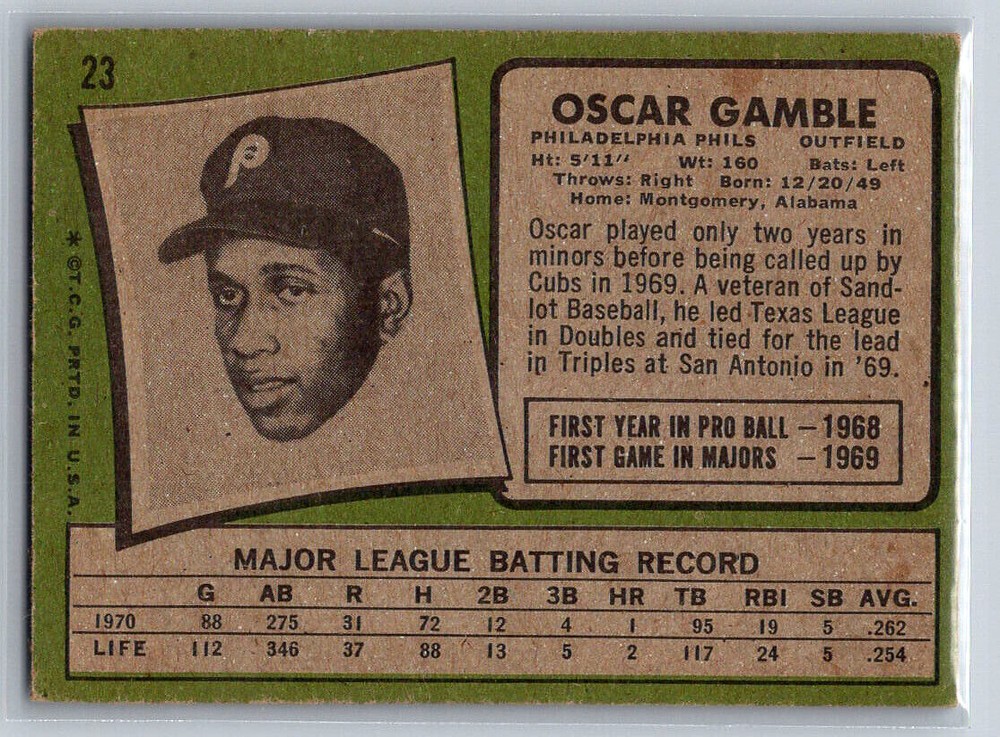 23
P
* ©T.C.G. PRTD. IN U.S.A.
OSCAR GAMBLE
PHILADELPHIA PHILS OUTFIELD
Ht: 5'11" Wt: 160 Bats: Left
Throws: Right Born: 12/20/49
Home: Montgomery, Alabama
Oscar played only two years in
minors before being called up by
Cubs in 1969. A veteran of Sand-
lot Baseball, he led Texas League
in Doubles and tied for the lead
in Triples at San Antonio in '69.
FIRST YEAR IN PRO BALL – 1968
FIRST GAME IN MAJORS – 1969
MAJOR LEAGUE BATTING RECORD
G AB R H 2B 3B HR TB RBI SB AVG.
1970 88 275 31 72 12 4 1 95 19 5 .262
LIFE 112 346 37 88 13 5 2 117 24 5 .254